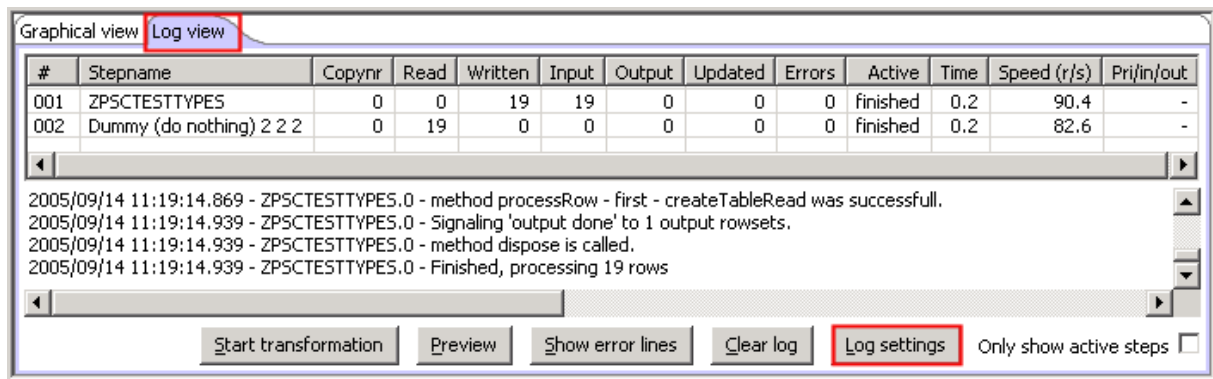 Graphical view Log view
# Stepname Copynr Read Written Input Output Updated Errors Active Time Speed (r/s) Pri/in/out
001 ZPSCTESTTYPES 0 0 19 19 0 0 0 finished 0.2 90.4 -
002 Dummy (do nothing) 2 2 2 0 19 0 0 0 0 0 finished 0.2 82.6 -
2005/09/14 11:19:14.869 - ZPSCTESTTYPES.0 - method processRow - first - createTableRead was successfull.
2005/09/14 11:19:14.939 - ZPSCTESTTYPES.0 - Signaling 'output done' to 1 output rowsets.
2005/09/14 11:19:14.939 - ZPSCTESTTYPES.0 - method dispose is called.
2005/09/14 11:19:14.939 - ZPSCTESTTYPES.0 - Finished, processing 19 rows
Start transformation Preview Show error lines Clear log Log settings Only show active steps